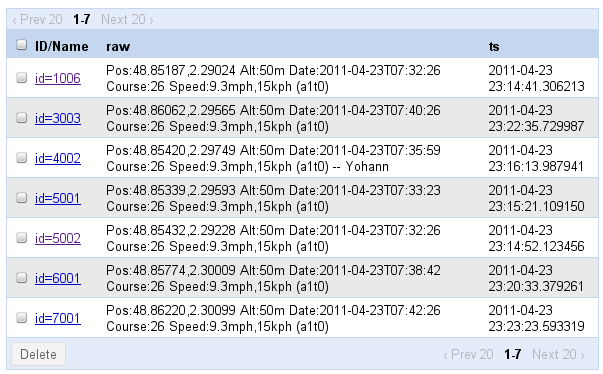 ‹ Prev 20 1-7 Next 20 ›
ID/Name raw ts
id=1006 Pos:48.85187,2.29024 Alt:50m Date:2011-04-23T07:32:26 2011-04-23
Course:26 Speed:9.3mph,15kph (a1t0) 23:14:41.306213
id=3003 Pos:48.86062,2.29565 Alt:50m Date:2011-04-23T07:40:26 2011-04-23
Course:26 Speed:9.3mph,15kph (a1t0) 23:22:35.729987
id=4002 Pos:48.85420,2.29749 Alt:50m Date:2011-04-23T07:35:59 2011-04-23
Course:26 Speed:9.3mph,15kph (a1t0) -- Yohann 23:16:13.987941
id=5001 Pos:48.85339,2.29593 Alt:50m Date:2011-04-23T07:33:23 2011-04-23
Course:26 Speed:9.3mph,15kph (a1t0) 23:15:21.109150
id=5002 Pos:48.85432,2.29228 Alt:50m Date:2011-04-23T07:32:26 2011-04-23
Course:26 Speed:9.3mph,15kph (a1t0) 23:14:52.123456
id=6001 Pos:48.85774,2.30009 Alt:50m Date:2011-04-23T07:38:42 2011-04-23
Course:26 Speed:9.3mph,15kph (a1t0) 23:20:33.379261
id=7001 Pos:48.86220,2.30099 Alt:50m Date:2011-04-23T07:42:26 2011-04-23
Course:26 Speed:9.3mph,15kph (a1t0) 23:23:23.593319
Delete ‹ Prev 20 1-7 Next 20 ›